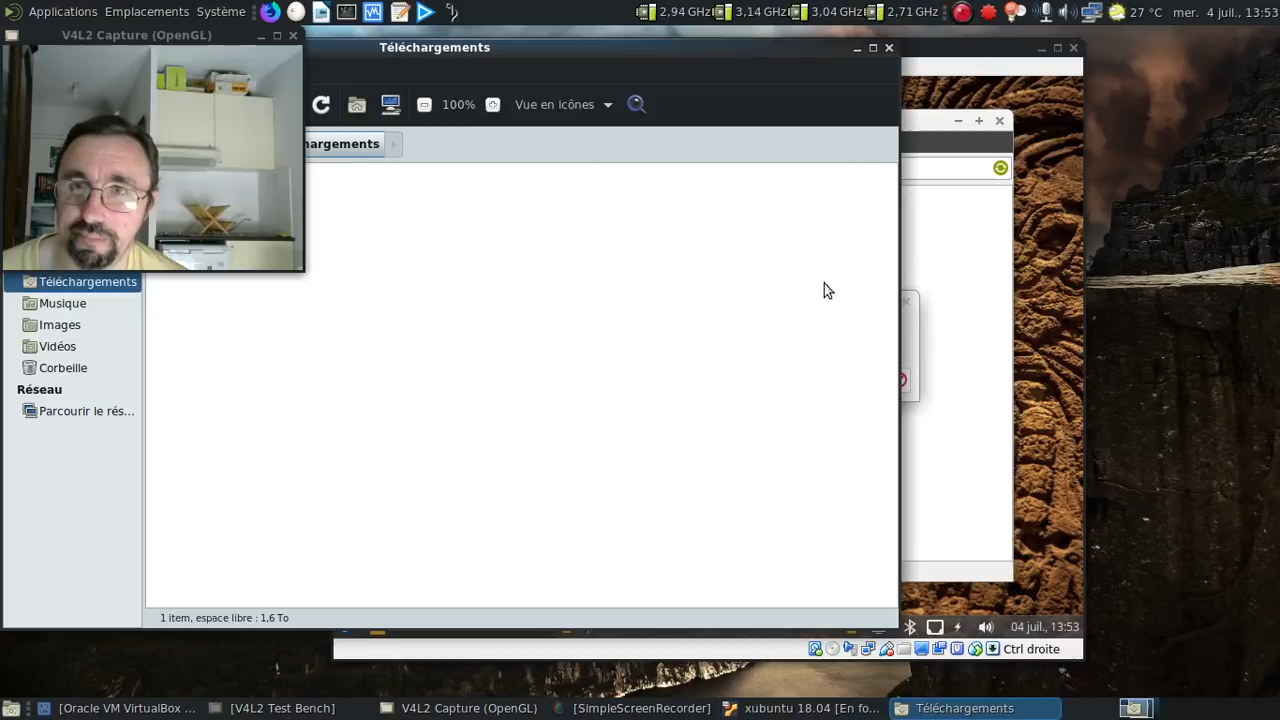 Applications Emplacements Système 2,94 GHz 3,14 GHz 3,04 GHz 2,71 GHz 27 °C mer. 4 juil., 13:53
V4L2 Capture (OpenGL)
Téléchargements
100% Vue en icônes
hargements
Téléchargements
Musique
Images
Vidéos
Corbeille
Réseau
Parcourir le rés...
1 item, espace libre : 1,6 To
04 juil., 13:53
Ctrl droite
[Oracle VM VirtualBox ... [V4L2 Test Bench] V4L2 Capture (OpenGL) [SimpleScreenRecorder] xubuntu 18.04 [En fo... Téléchargements